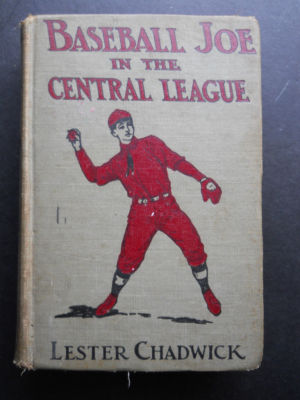 BASEBALL JOE
IN THE
CENTRAL LEAGUE
LESTER CHADWICK